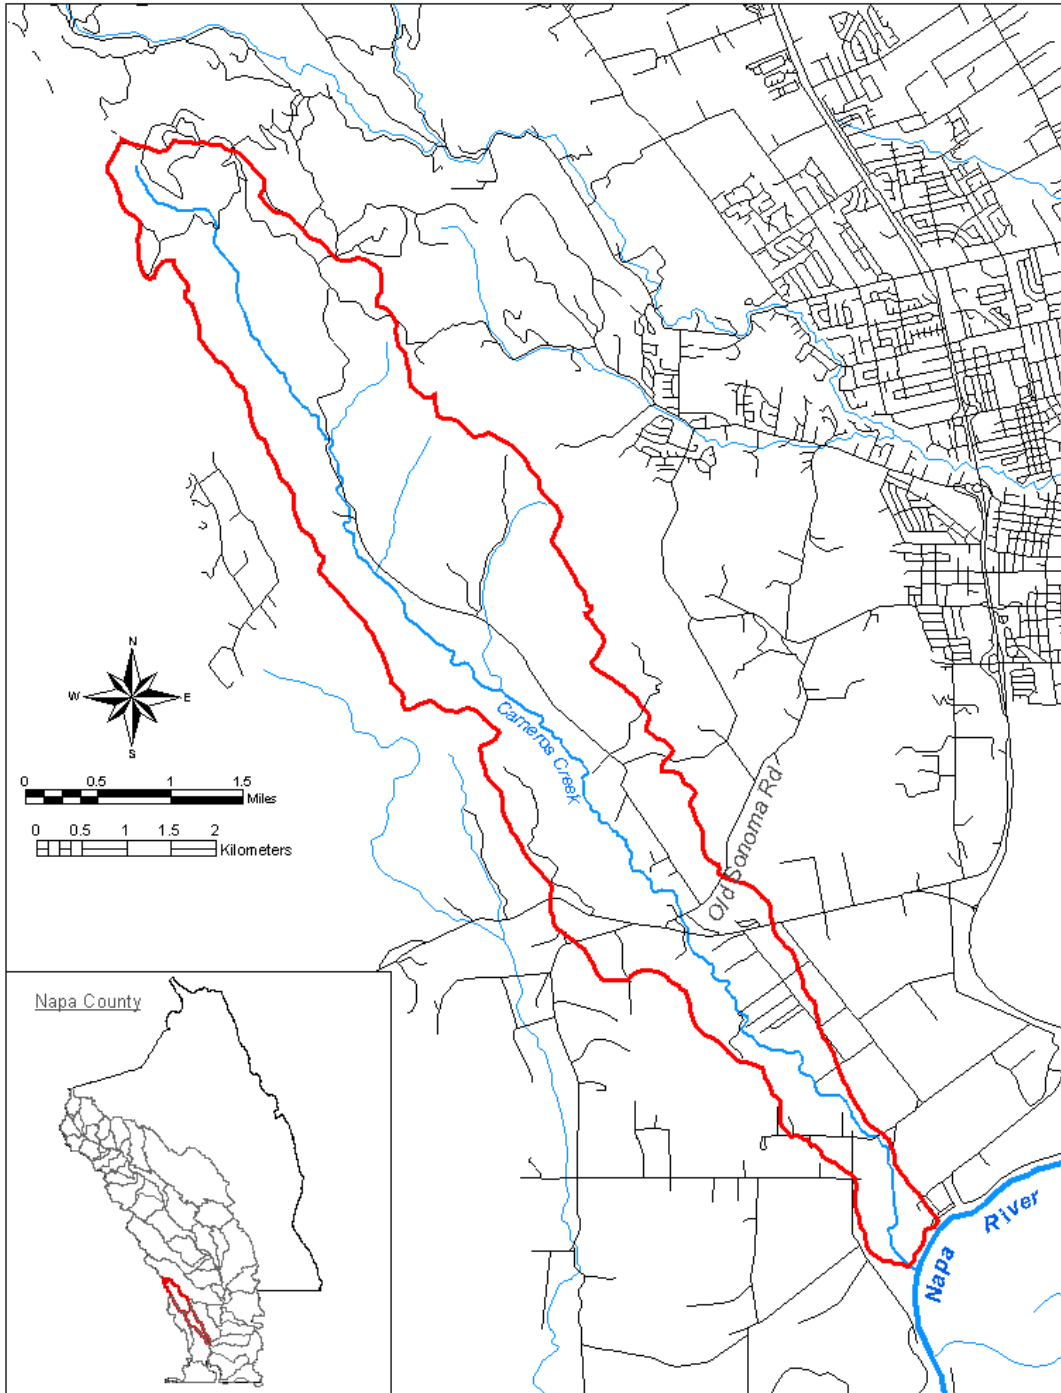 N
W E
S
0 0.5 1 1.5
Miles
0 0.5 1 1.5 2
Kilometers
Carneros Creek
Old Sonoma Rd
Napa River
Napa County